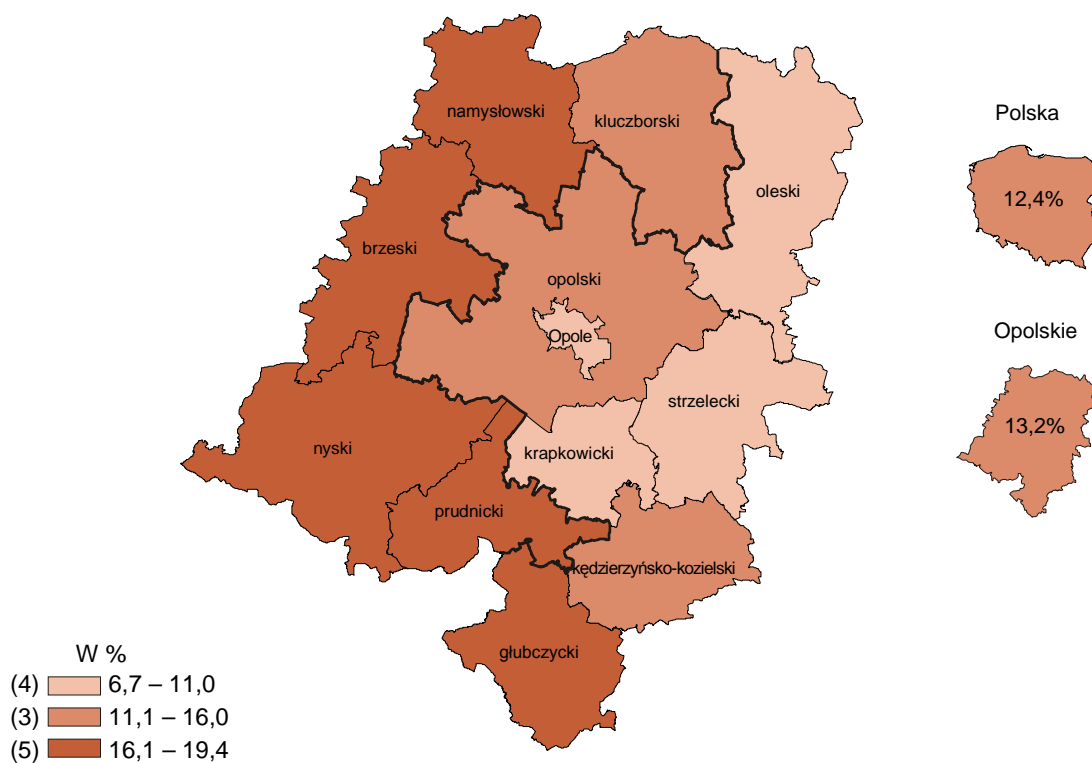 namysłowski
kluczborski
Polska
oleski
12,4%
brzeski
opolski
Opole
Opolskie
strzelecki
13,2%
nyski
krapkowicki
prudnicki
kędzierzyńsko-kozielski
głubczycki
W %
(4) 6,7 – 11,0
(3) 11,1 – 16,0
(5) 16,1 – 19,4